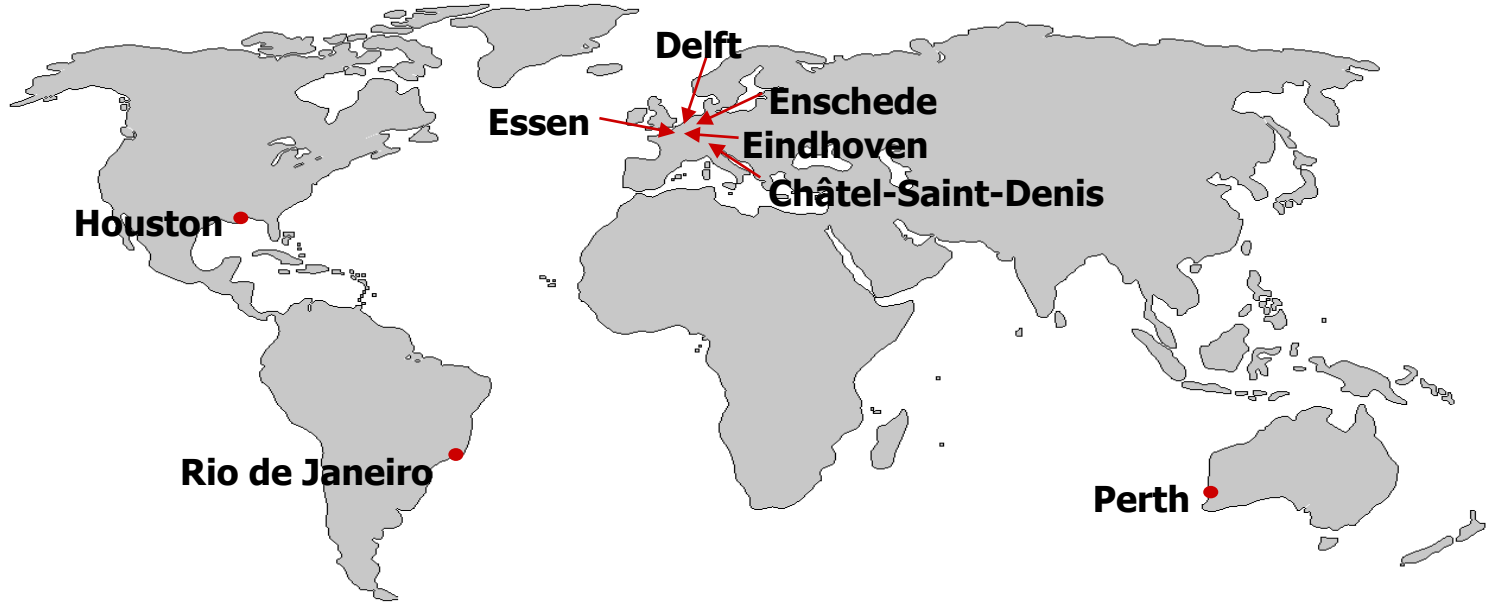 Delft
Enschede
Essen
Eindhoven
Châtel-Saint-Denis
Houston
Rio de Janeiro
Perth